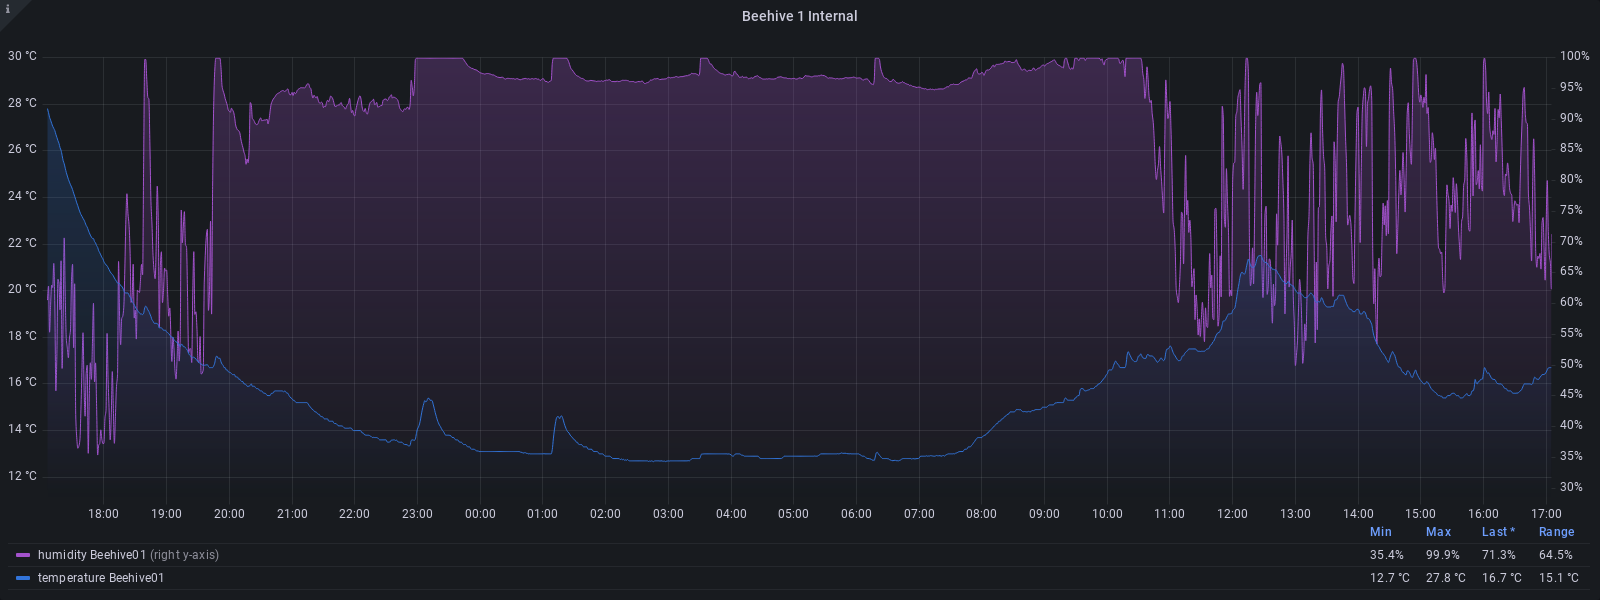 i
Beehive 1 Internal
30 °C 100%
95%
28 °C
90%
26 °C 85%
80%
24 °C
75%
22 °C 70%
65%
20 °C
60%
18 °C 55%
50%
16 °C
45%
14 °C 40%
35%
12 °C
30%
18:00 19:00 20:00 21:00 22:00 23:00 00:00 01:00 02:00 03:00 04:00 05:00 06:00 07:00 08:00 09:00 10:00 11:00 12:00 13:00 14:00 15:00 16:00 17:00
Min Max Last * Range
humidity Beehive01 (right y-axis) 35.4% 99.9% 71.3% 64.5%
temperature Beehive01 12.7 °C 27.8 °C 16.7 °C 15.1 °C